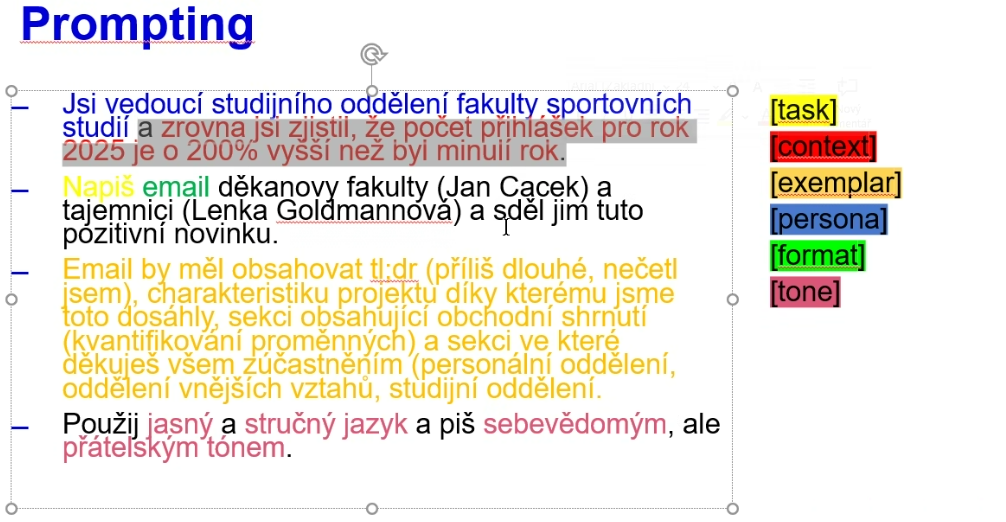 Prompting
– Jsi vedoucí studijního oddělení fakulty sportovních
studií a zrovna jsi zjistil, že počet přihlášek pro rok
2025 je o 200% vyšší než byl minulí rok.
– Napiš email děkanovy fakulty (Jan Cacek) a
tajemnici (Lenka Goldmannová) a sděl jim tuto
pozitivní novinku.
– Email by měl obsahovat tl;dr (příliš dlouhé, nečetl
jsem), charakteristiku projektu díky kterému jsme
toto dosáhly, sekci obsahující obchodní shrnutí
(kvantifikování proměnných) a sekci ve které
děkuješ všem zúčastněním (personální oddělení,
oddělení vnějších vztahů, studijní oddělení.
– Použij jasný a stručný jazyk a piš sebevědomým, ale
přátelským tónem.
[task]
[context]
[exemplar]
[persona]
[format]
[tone]